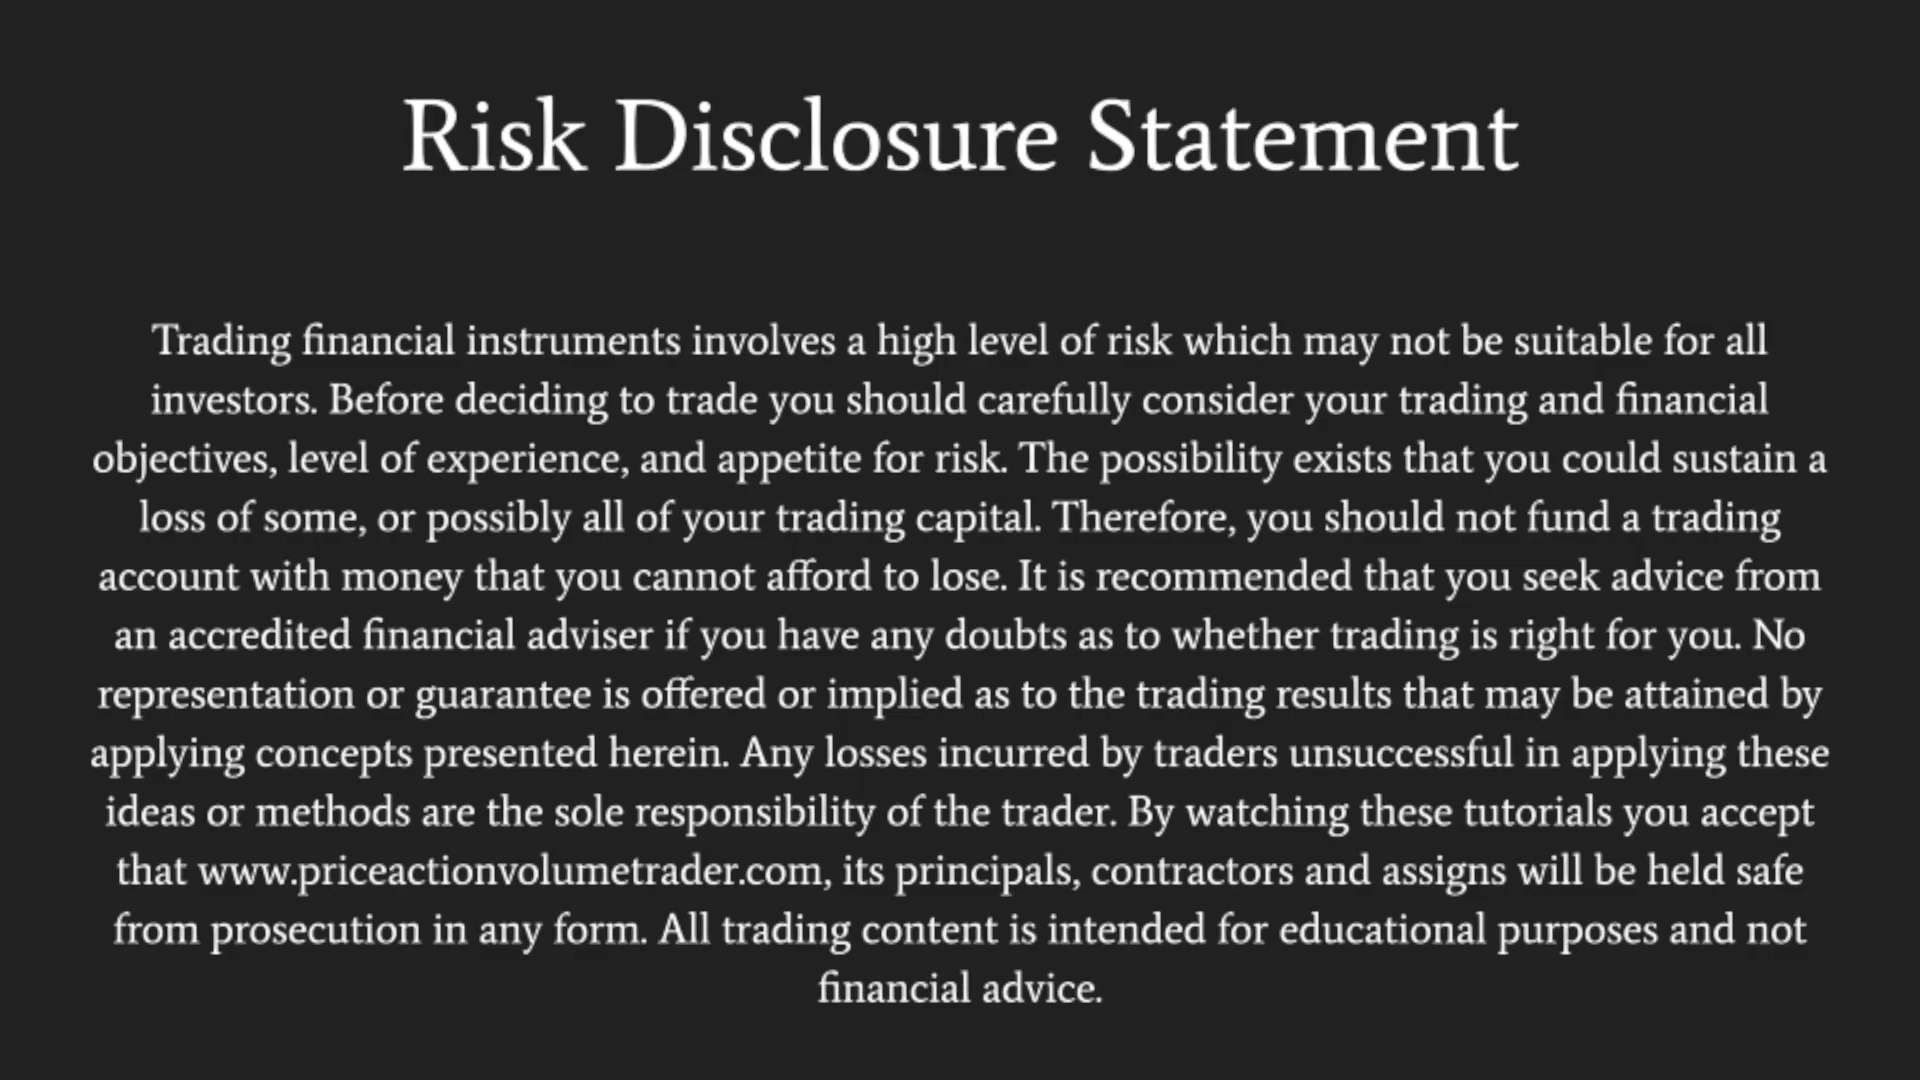 Risk Disclosure Statement
Trading financial instruments involves a high level of risk which may not be suitable for all
investors. Before deciding to trade you should carefully consider your trading and financial
objectives, level of experience, and appetite for risk. The possibility exists that you could sustain a
loss of some, or possibly all of your trading capital. Therefore, you should not fund a trading
account with money that you cannot afford to lose. It is recommended that you seek advice from
an accredited financial adviser if you have any doubts as to whether trading is right for you. No
representation or guarantee is offered or implied as to the trading results that may be attained by
applying concepts presented herein. Any losses incurred by traders unsuccessful in applying these
ideas or methods are the sole responsibility of the trader. By watching these tutorials you accept
that www.priceactionvolumetrader.com, its principals, contractors and assigns will be held safe
from prosecution in any form. All trading content is intended for educational purposes and not
financial advice.